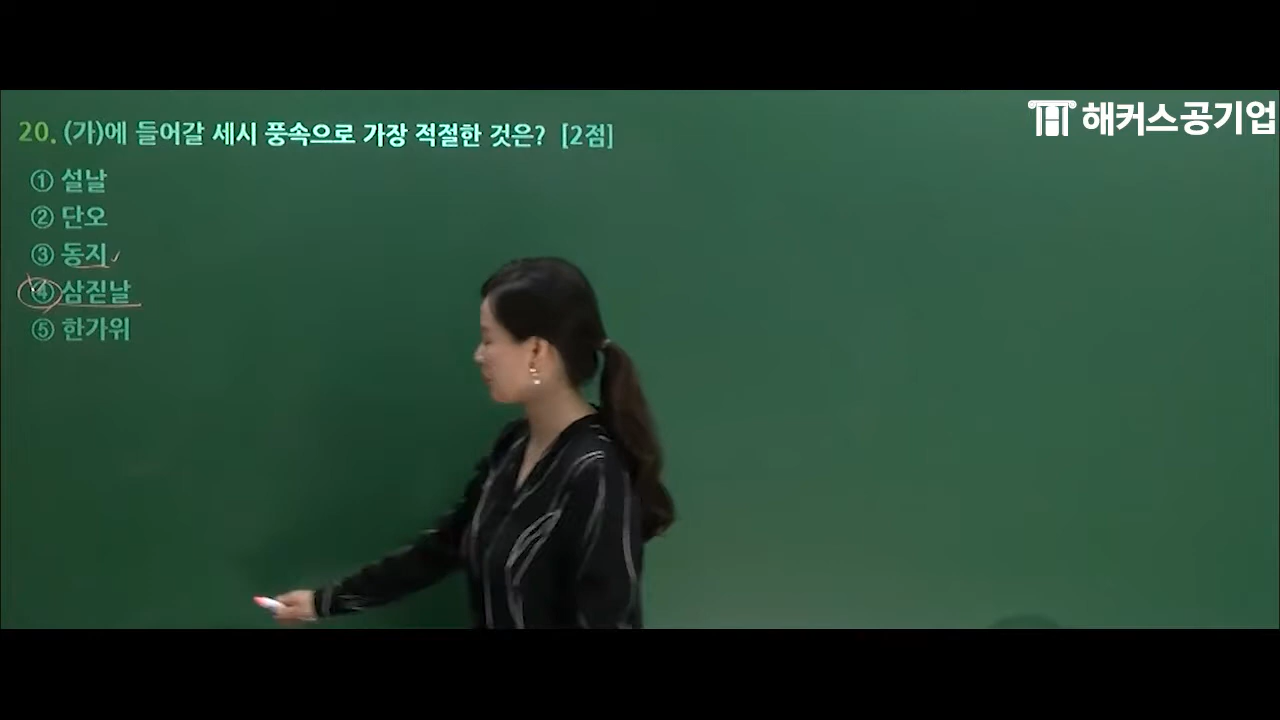 해커스공기업
20. (가)에 들어갈 세시 풍속으로 가장 적절한 것은? [2점]
① 설날
② 단오
③ 동지
④ 삼짇날
⑤ 한가위